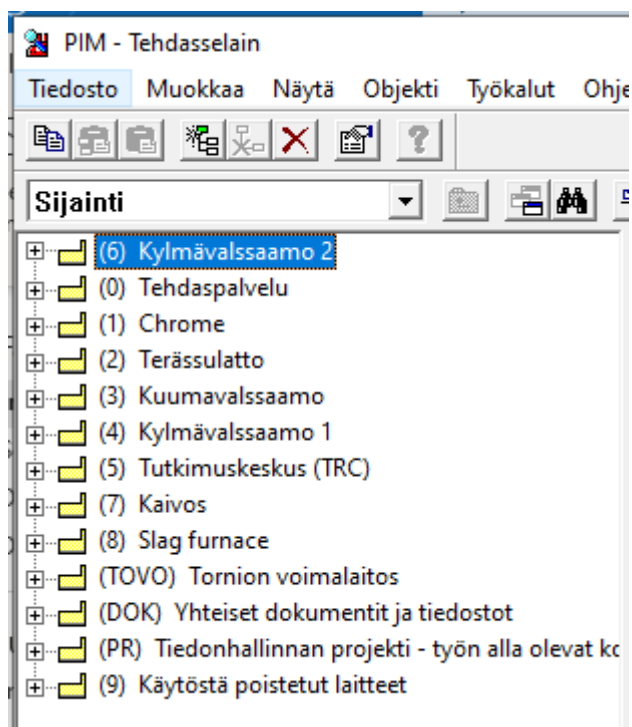 PIM - Tehdasselain
Tiedosto Muokkaa Näytä Objekti Työkalut Ohje
Sijainti
(6) Kylmävalssaamo 2
(0) Tehdaspalvelu
(1) Chrome
(2) Terässulatto
(3) Kuumavalssaamo
(4) Kylmävalssaamo 1
(5) Tutkimuskeskus (TRC)
(7) Kaivos
(8) Slag furnace
(TOVO) Tornion voimalaitos
(DOK) Yhteiset dokumentit ja tiedostot
(PR) Tiedonhallinnan projekti - työn alla olevat
(9) Käytöstä poistetut laitteet